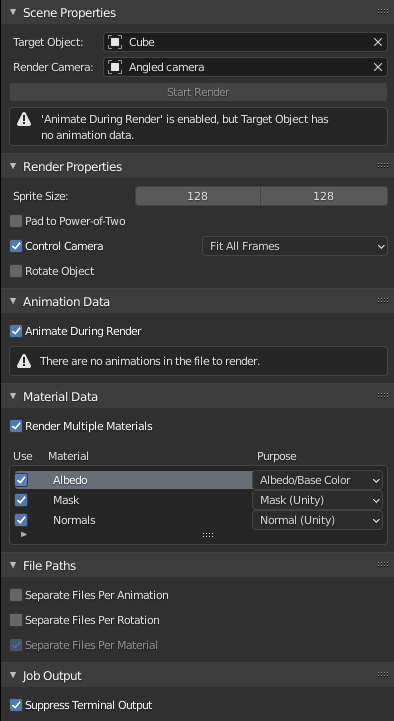 Scene Properties
Target Object: Cube
Render Camera: Angled camera
Start Render
'Animate During Render' is enabled, but Target Object has
no animation data.
Render Properties
Sprite Size: 128 128
Pad to Power-of-Two
Control Camera Fit All Frames
Rotate Object
Animation Data
Animate During Render
There are no animations in the file to render.
Material Data
Render Multiple Materials
Use Material Purpose
Albedo Albedo/Base Color
Mask Mask (Unity)
Normals Normal (Unity)
File Paths
Separate Files Per Animation
Separate Files Per Rotation
Separate Files Per Material
Job Output
Suppress Terminal Output